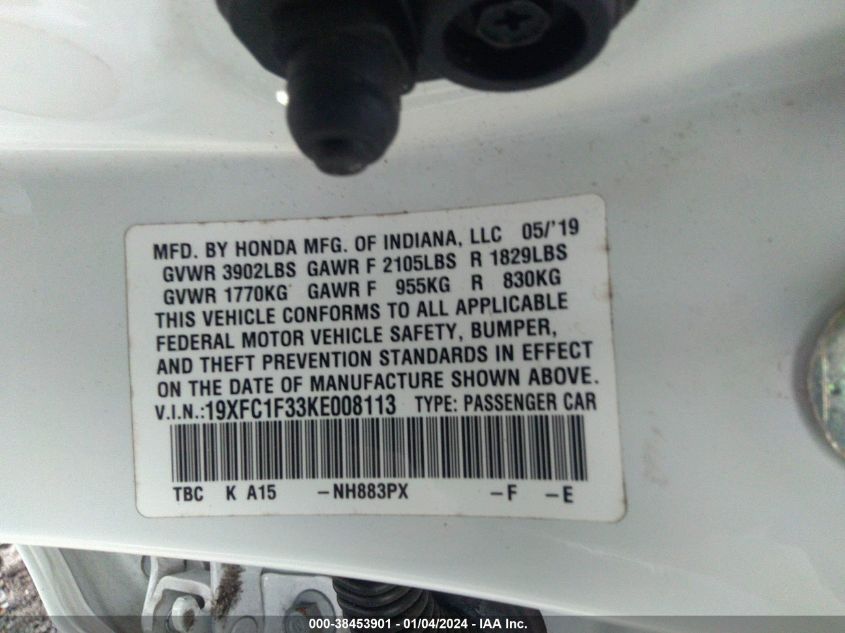 MFD. BY HONDA MFG. OF INDIANA, LLC 05/'19
GVWR 3902LBS GAWR F 2105LBS R 1829LBS
GVWR 1770KG GAWR F 955KG R 830KG
THIS VEHICLE CONFORMS TO ALL APPLICABLE
FEDERAL MOTOR VEHICLE SAFETY, BUMPER,
AND THEFT PREVENTION STANDARDS IN EFFECT
ON THE DATE OF MANUFACTURE SHOWN ABOVE.
V.I.N.:19XFC1F33KE008113 TYPE: PASSENGER CAR
TBC K A15 -NH883PX -F -E
000-38453901 - 01/04/2024 - IAA Inc.